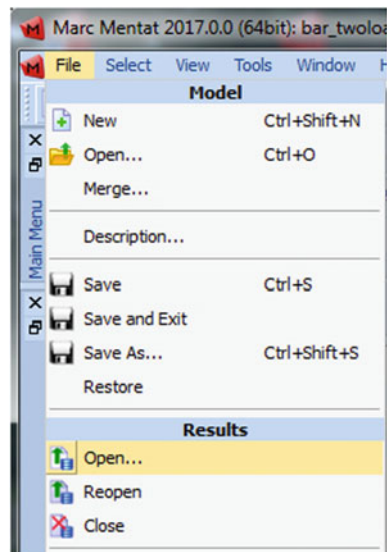 Marc Mentat 2017.0.0 (64bit): bar_twoloa
File Select View Tools Window H
Model
New Ctrl+Shift+N
Open... Ctrl+O
Merge...
Main Menu
Description...
Save Ctrl+S
Save and Exit
Save As... Ctrl+Shift+S
Restore
Results
Open...
Reopen
Close